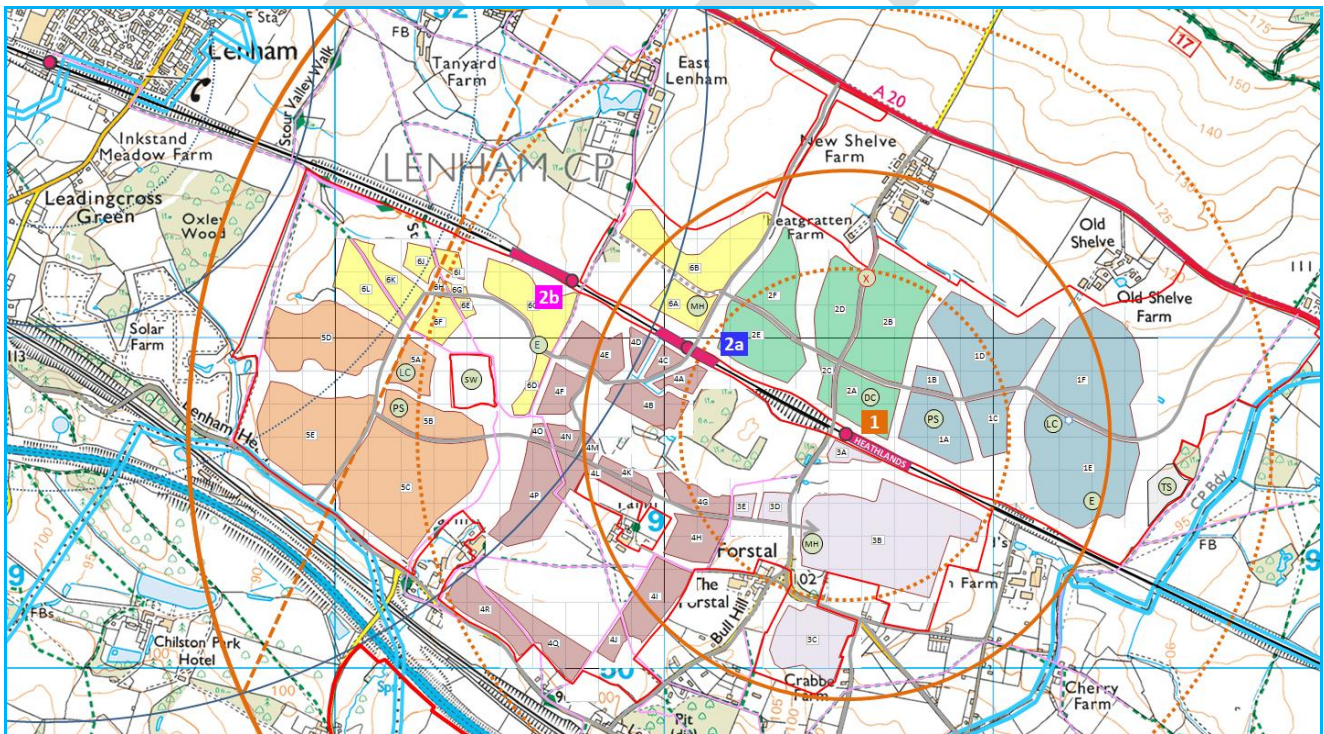 Lenham
FB
Tanyard
Farm
East
Lenham
17
175
150
140
A 20
New Shelve
Farm
Stour Valley Walk
Inkstand
Meadow Farm
LENHAM CP
Leadingcross
Green
Oxley
Wood
125
Old
Shelve
Old Shelve
Farm
Solar
Farm
6J
6K
6L
6I
6H
6G
6E
6F
6B
6A
MH
2b
2a
X
2F
2E
2D
2B
2C
2A
DC
E
5D
5A
LC
SW
PS
5B
5E
5C
6D
4D
4E
4C
4A
4F
4B
1D
1B
1F
PS
1A
1C
LC
1E
E
TS
1
HEATHLANDS
3A
4O
4N
4M
4L
4K
4P
4G
4H
3E
3D
3B
MH
CP Bdy
95
FB
Forstal
The
Bull Hill
4R
4Q
4J
4I
3C
Crabbe
Farm
Cherry
Farm
FBs
Chilston Park
Hotel
100
90
105
Pit
(dis)